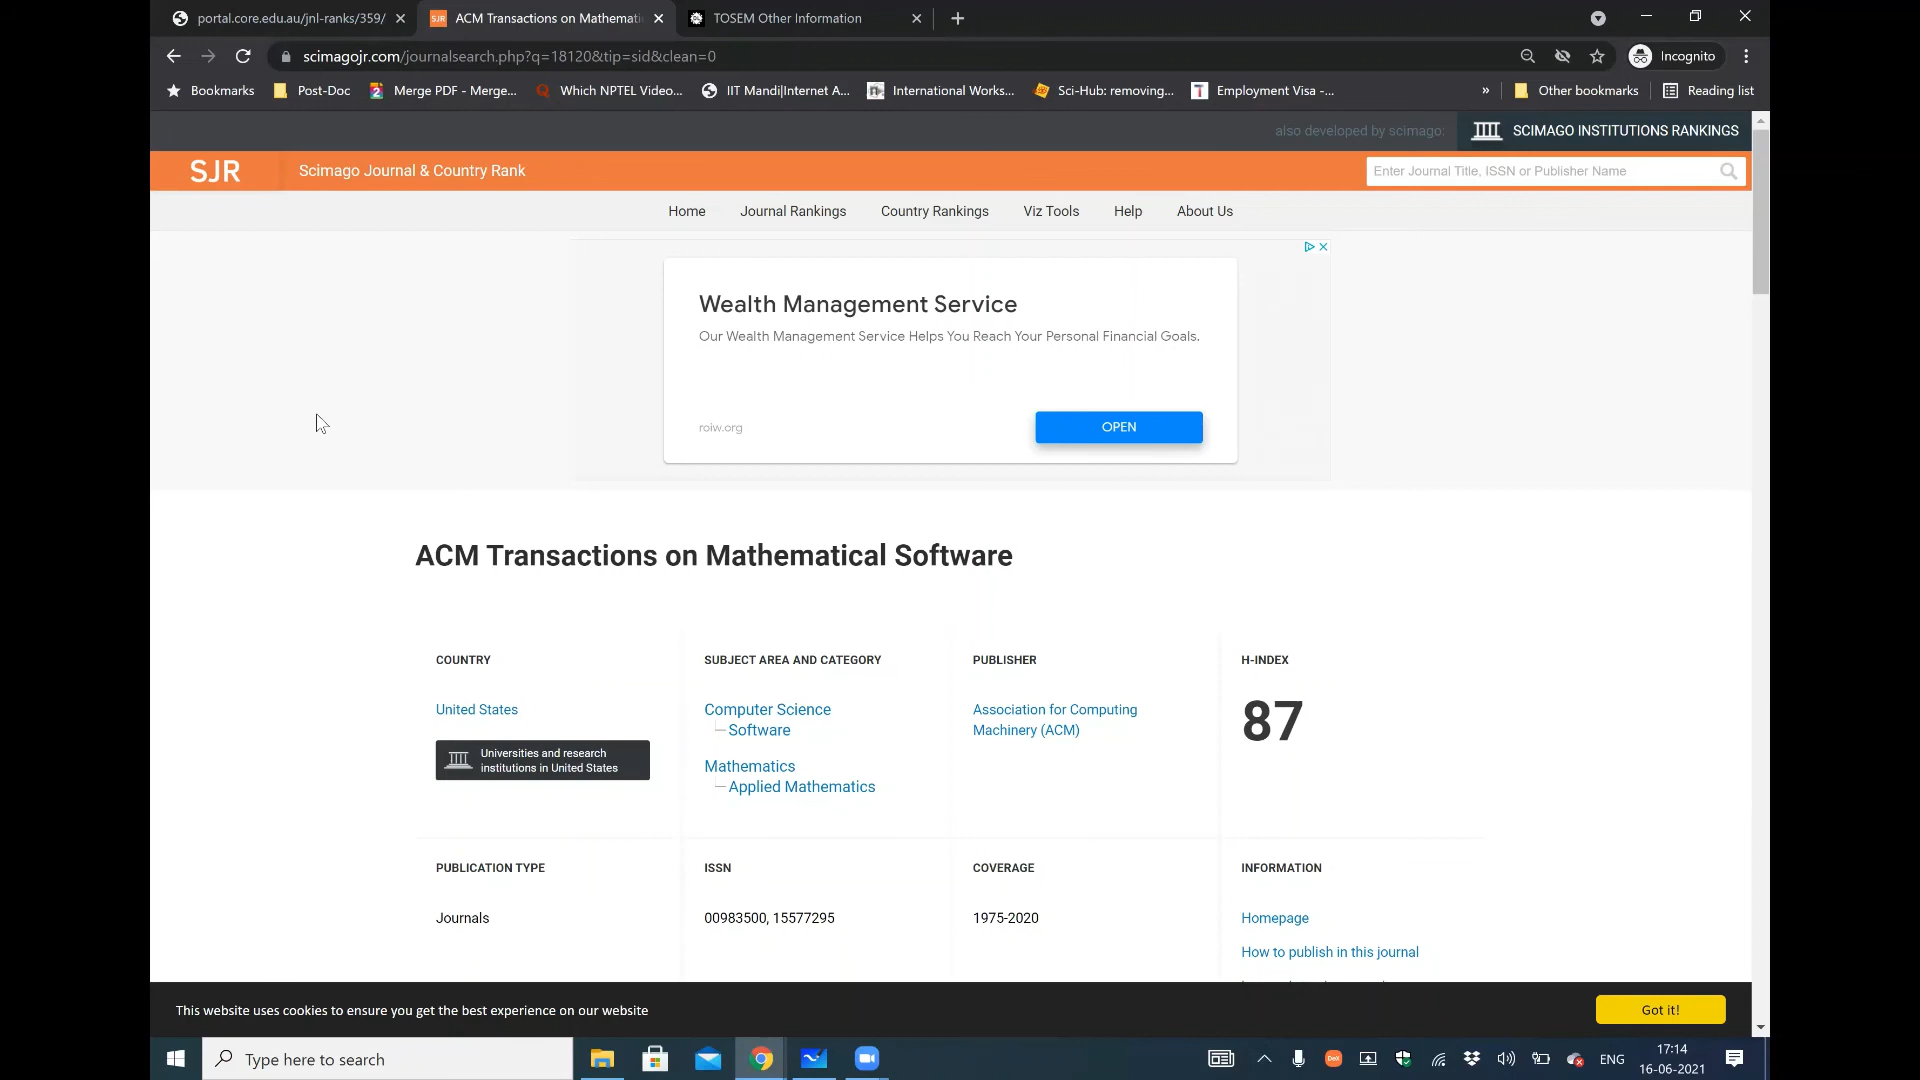 portal.core.edu.au/jnl-ranks/359/
SJR ACM Transactions on Mathemati
TOSEM Other Information
scimagojr.com/journalsearch.php?q=18120&tip=sid&clean=0
Incognito
Bookmarks
Post-Doc
Merge PDF - Merge...
Which NPTEL Video...
IIT Mandi|Internet A...
International Works...
Sci-Hub: removing...
Employment Visa -...
»
Other bookmarks
Reading list
also developed by scimago:
SCIMAGO INSTITUTIONS RANKINGS
SJR
Scimago Journal & Country Rank
Enter Journal Title, ISSN or Publisher Name
Home
Journal Rankings
Country Rankings
Viz Tools
Help
About Us
Wealth Management Service
Our Wealth Management Service Helps You Reach Your Personal Financial Goals.
roiw.org
OPEN
ACM Transactions on Mathematical Software
COUNTRY
United States
Universities and research
institutions in United States
SUBJECT AREA AND CATEGORY
Computer Science
Software
Mathematics
Applied Mathematics
PUBLISHER
Association for Computing
Machinery (ACM)
H-INDEX
87
PUBLICATION TYPE
Journals
ISSN
00983500, 15577295
COVERAGE
1975-2020
INFORMATION
Homepage
How to publish in this journal
This website uses cookies to ensure you get the best experience on our website
Got it!
Type here to search
ENG
17:14
16-06-2021